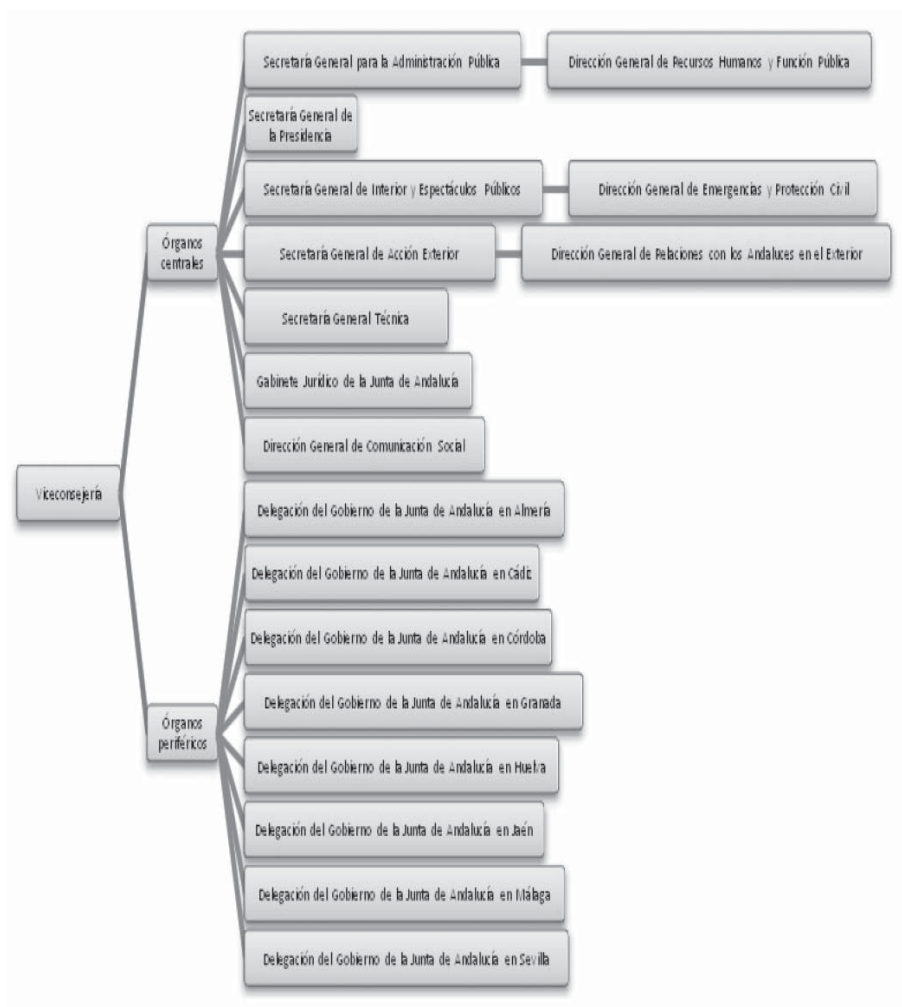 Secretaría General para la Administración Pública
Dirección General de Recursos Humanos y Función Pública
Secretaría General de
la Presidencia
Secretaría General de Interior y Espectáculos Públicos
Dirección General de Emergencias y Protección Civil
Órganos
centrales
Secretaría General de Acción Exterior
Dirección General de Relaciones con los Andaluces en el Exterior
Secretaría General Técnica
Gabinete Jurídico de la Junta de Andalucía
Dirección General de Comunicación Social
Viceconsejería
Delegación del Gobierno de la Junta de Andalucía en Almería
Delegación del Gobierno de la Junta de Andalucía en Cádiz
Delegación del Gobierno de la Junta de Andalucía en Córdoba
Delegación del Gobierno de la Junta de Andalucía en Granada
Órganos
periféricos
Delegación del Gobierno de la Junta de Andalucía en Huelva
Delegación del Gobierno de la Junta de Andalucía en Jaén
Delegación del Gobierno de la Junta de Andalucía en Málaga
Delegación del Gobierno de la Junta de Andalucía en Sevilla